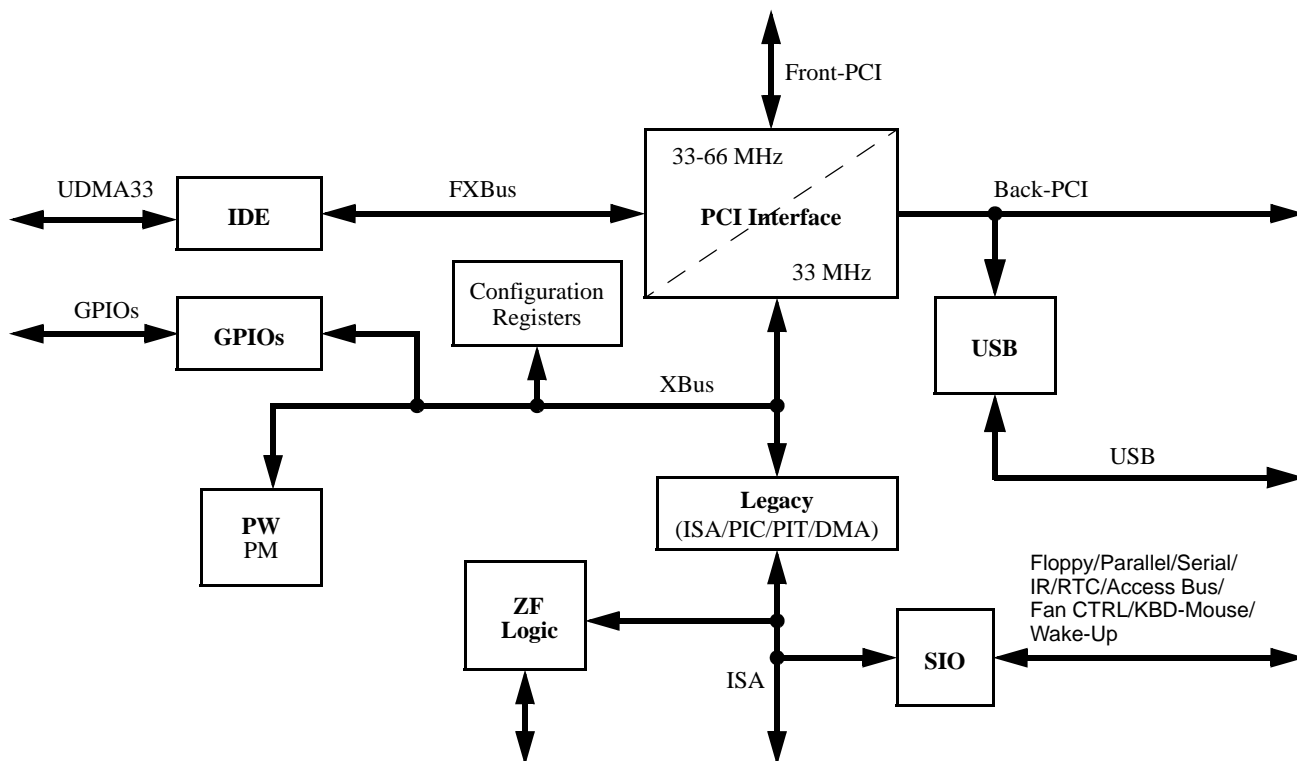 Front-PCI
33-66 MHz
UDMA33
FXBus
Back-PCI
IDE
PCI Interface
33 MHz
Configuration
Registers
GPIOs
GPIOs
USB
XBus
USB
Legacy
(ISA/PIC/PIT/DMA)
PW
PM
Floppy/Parallel/Serial/
IR/RTC/Access Bus/
Fan CTRL/KBD-Mouse/
Wake-Up
ZF
Logic
SIO
ISA